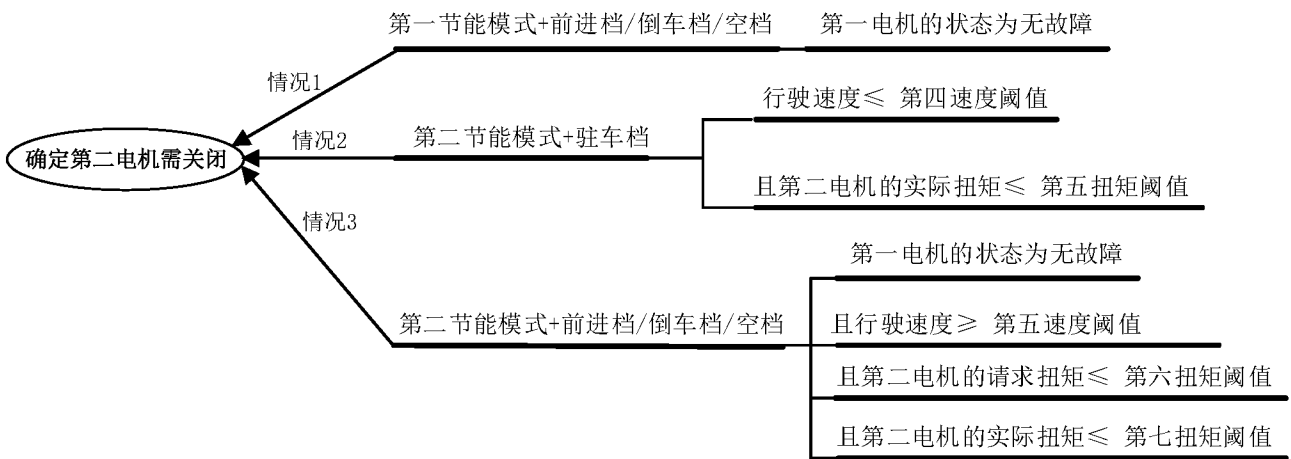 第一节能模式+前进档/倒车档/空档
第一电机的状态为无故障
情况1
行驶速度≤ 第四速度阈值
情况2
第二节能模式+驻车档
确定第二电机需关闭
且第二电机的实际扭矩≤ 第五扭矩阈值
情况3
第一电机的状态为无故障
第二节能模式+前进档/倒车档/空档
且行驶速度≥ 第五速度阈值
且第二电机的请求扭矩≤ 第六扭矩阈值
且第二电机的实际扭矩≤ 第七扭矩阈值